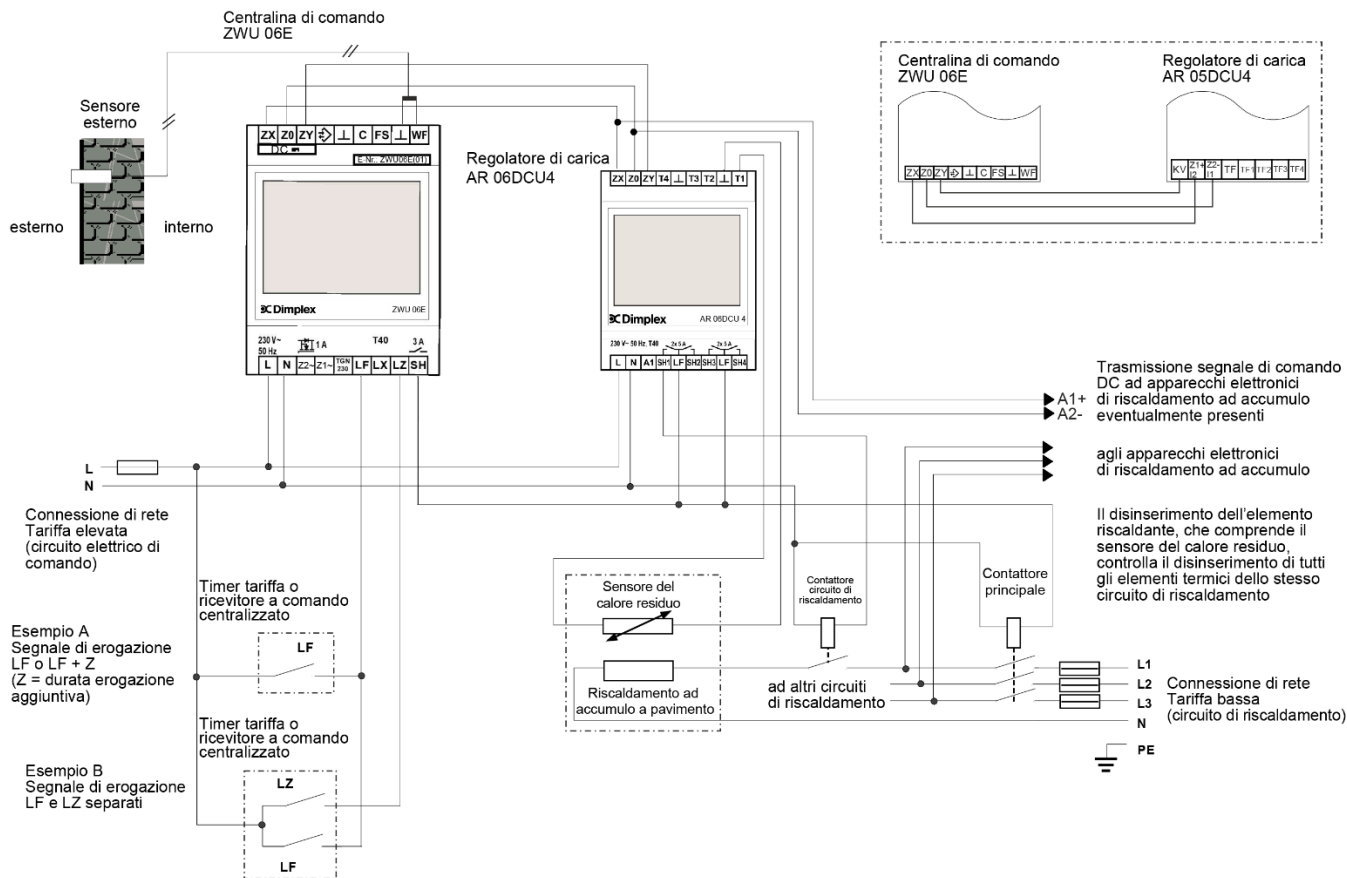 Centralina di comando
ZWU 06E
Sensore
esterno
esterno
interno
ZX Z0 ZY ⊥ C FS ⊥ WF
DC
E-Nr.: ZWU06E(01)
Dimplex
ZWU 06E
230 V~
50 Hz
1 A
T40
3 A
L N Z2~ Z1~ TGN 230 LF LX LZ SH
Regolatore di carica
AR 06DCU4
ZX Z0 ZY T4 ⊥ T3 T2 ⊥ T1
Dimplex
AR 06DCU 4
230 V~ 50 Hz, T40
2x 5 A
2x 5 A
L N A1 SH1 LF SH2 SH3 LF SH4
Centralina di comando
ZWU 06E
Regolatore di carica
AR 05DCU4
ZX Z0 ZY ⊥ C FS ⊥ WF
KV Z1+ I2 Z2- I1 TF TF1 TF2 TF3 TF4
A1+
A2-
Trasmissione segnale di comando
DC ad apparecchi elettronici
di riscaldamento ad accumulo
eventualmente presenti
agli apparecchi elettronici
di riscaldamento ad accumulo
Il disinserimento dell'elemento
riscaldante, che comprende il
sensore del calore residuo,
controlla il disinserimento di tutti
gli elementi termici dello stesso
circuito di riscaldamento
L
N
Connessione di rete
Tariffa elevata
(circuito elettrico di
comando)
Timer tariffa o
ricevitore a comando
centralizzato
LF
Esempio A
Segnale di erogazione
LF o LF + Z
(Z = durata erogazione
aggiuntiva)
Timer tariffa o
ricevitore a comando
centralizzato
LZ
LF
Esempio B
Segnale di erogazione
LF e LZ separati
Sensore del
calore residuo
Riscaldamento ad
accumulo a pavimento
Contattore
circuito di
riscaldamento
Contattore
principale
ad altri circuiti
di riscaldamento
L1
L2
L3
N
PE
Connessione di rete
Tariffa bassa
(circuito di riscaldamento)